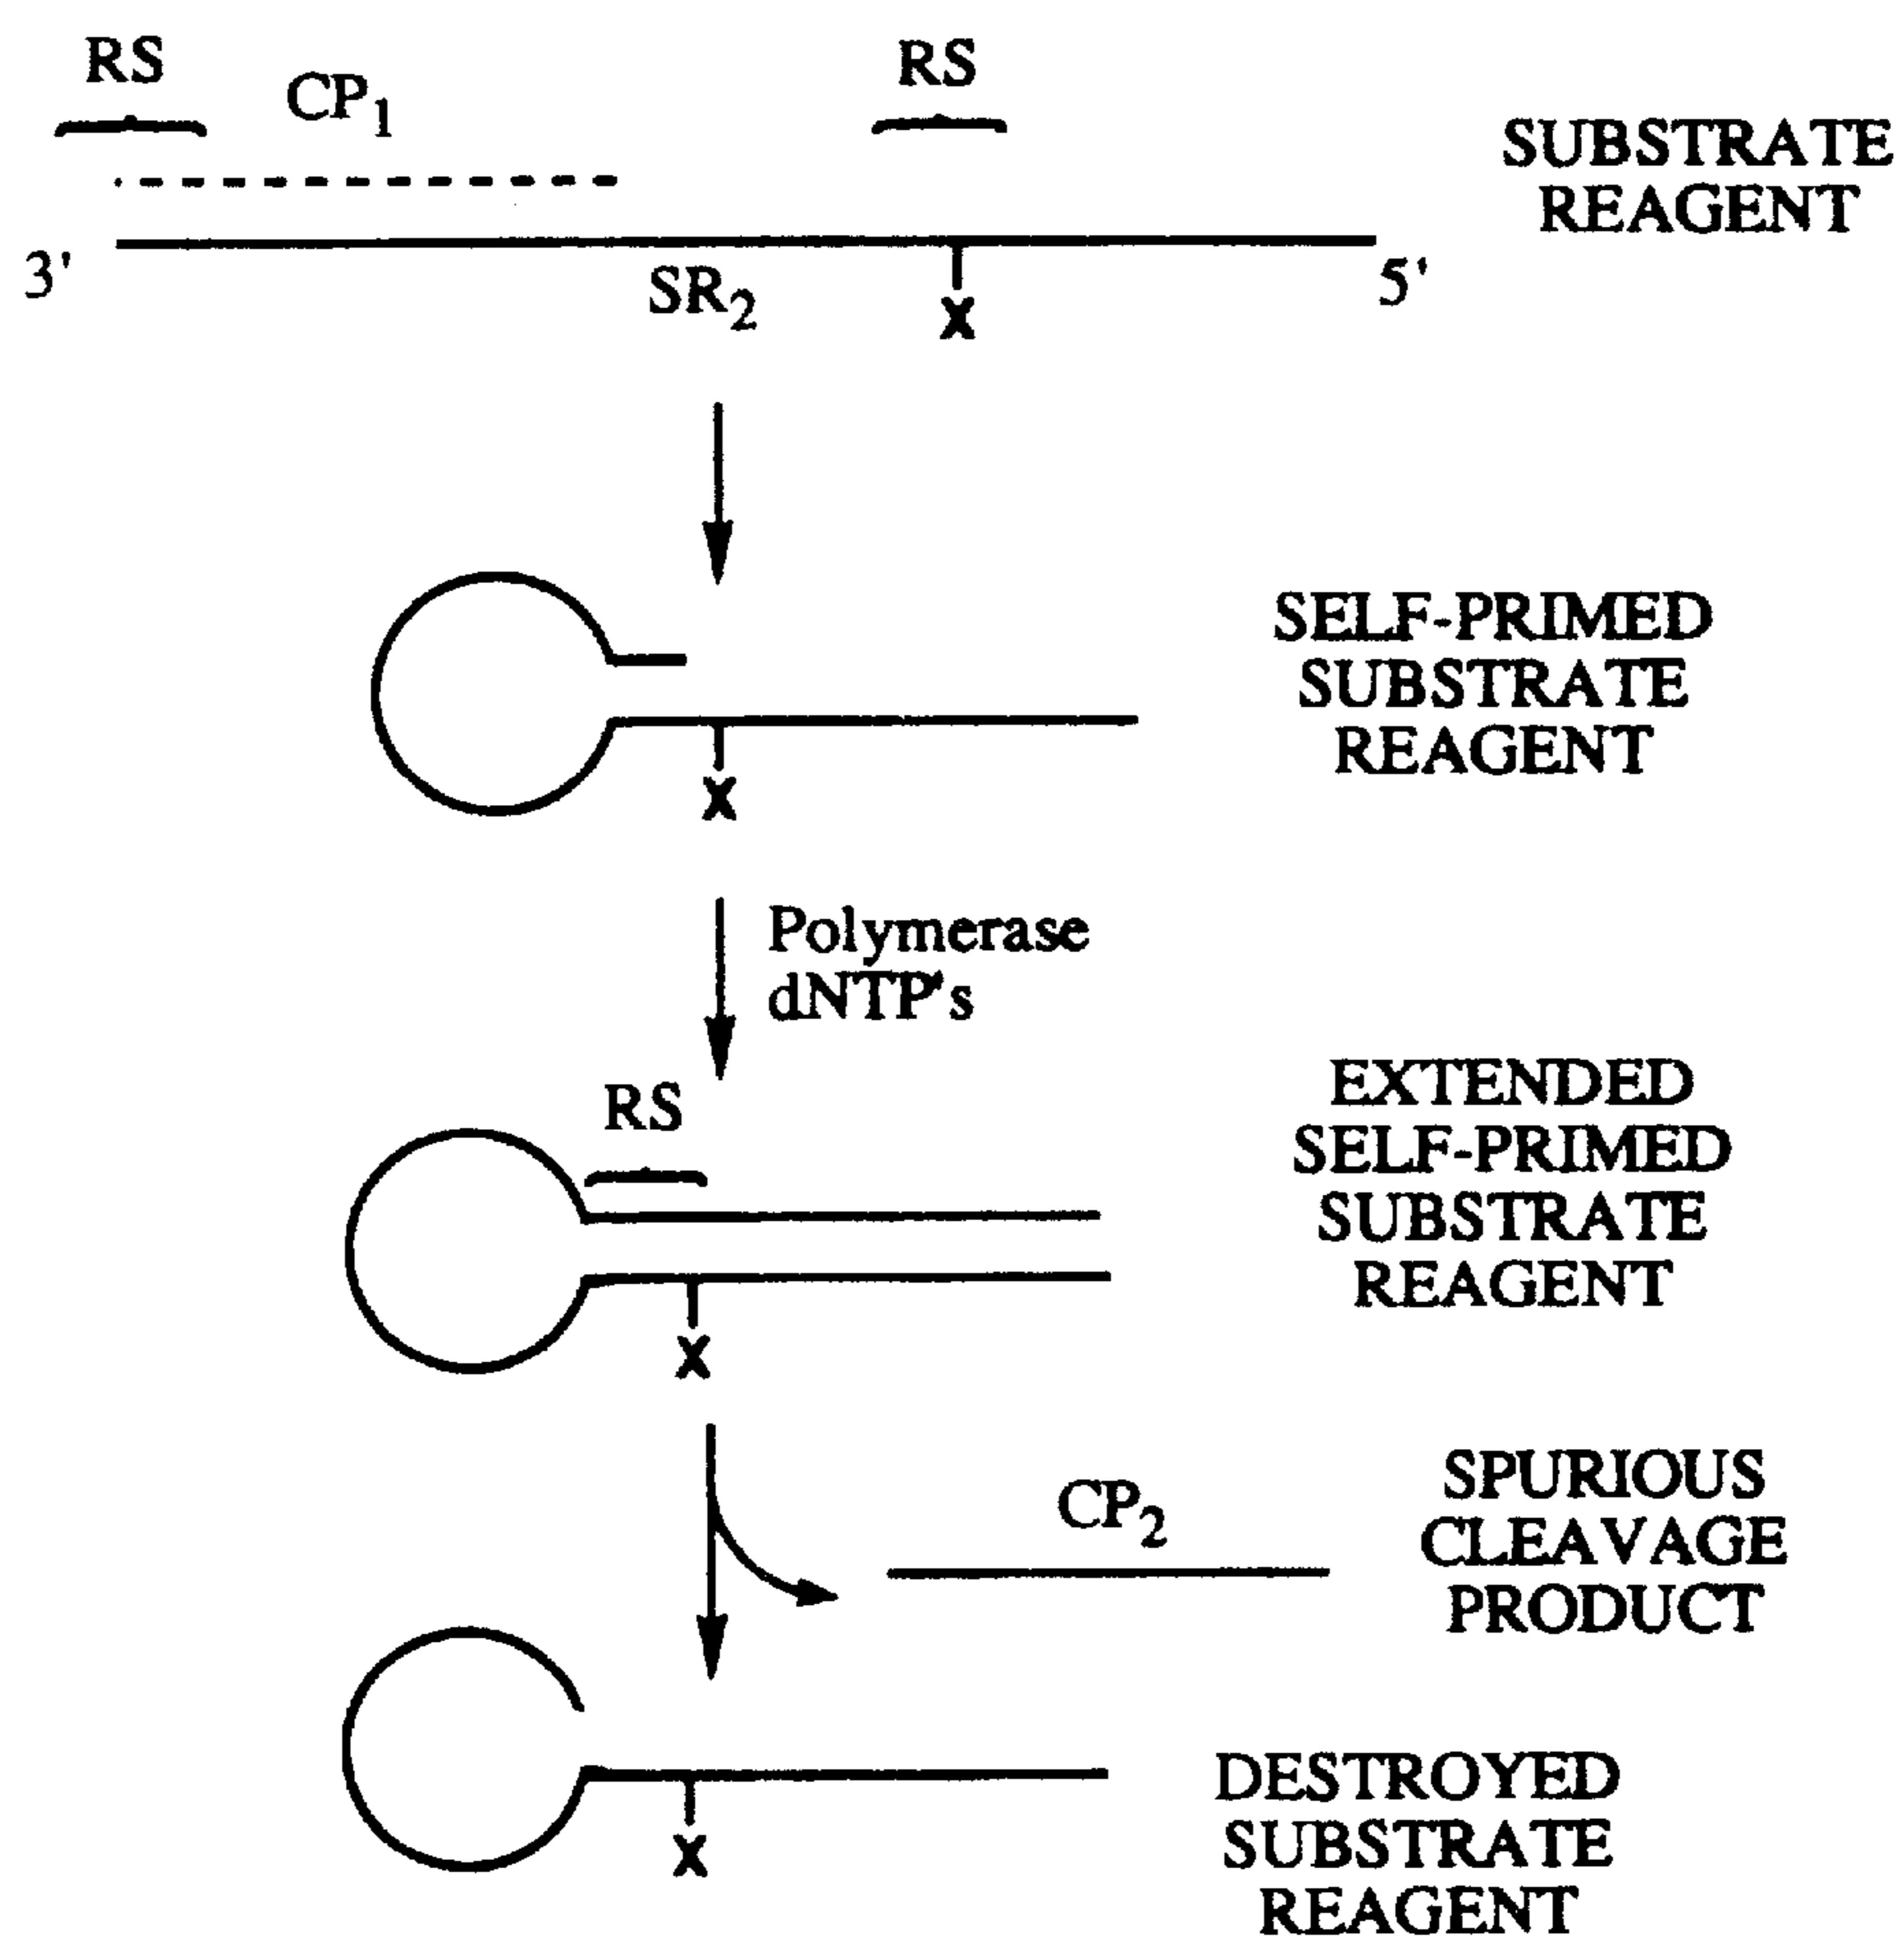 RS
CP₁
RS
SUBSTRATE
REAGENT
3'
SR₂
X
5'
SELF-PRIMED
SUBSTRATE
REAGENT
X
Polymerase
dNTP's
RS
EXTENDED
SELF-PRIMED
SUBSTRATE
REAGENT
X
CP₂
SPURIOUS
CLEAVAGE
PRODUCT
X
DESTROYED
SUBSTRATE
REAGENT